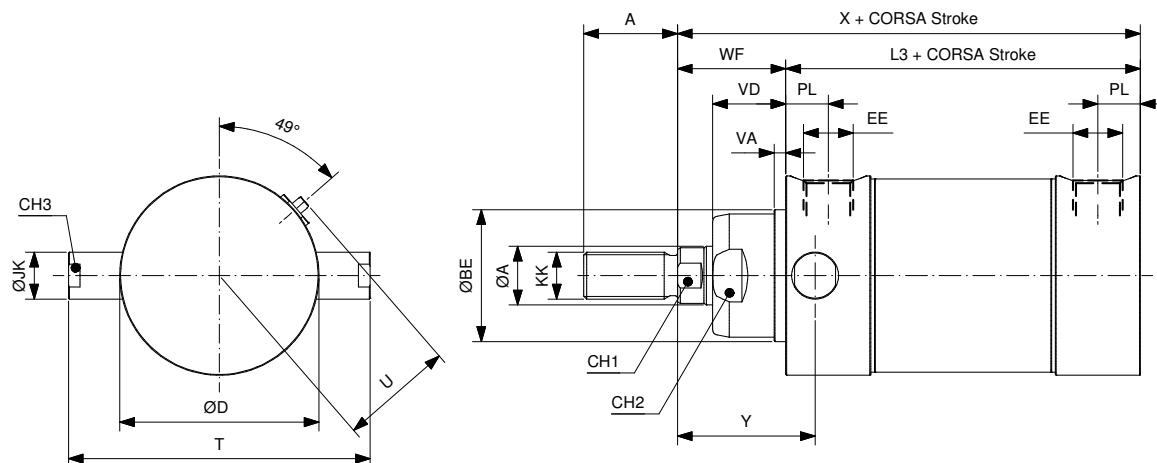 A
X + CORSA Stroke
WF
L3 + CORSA Stroke
VD
PL
PL
EE
EE
VA
49°
CH3
ØJK
ØBE
ØA
KK
CH1
CH2
U
ØD
Y
T